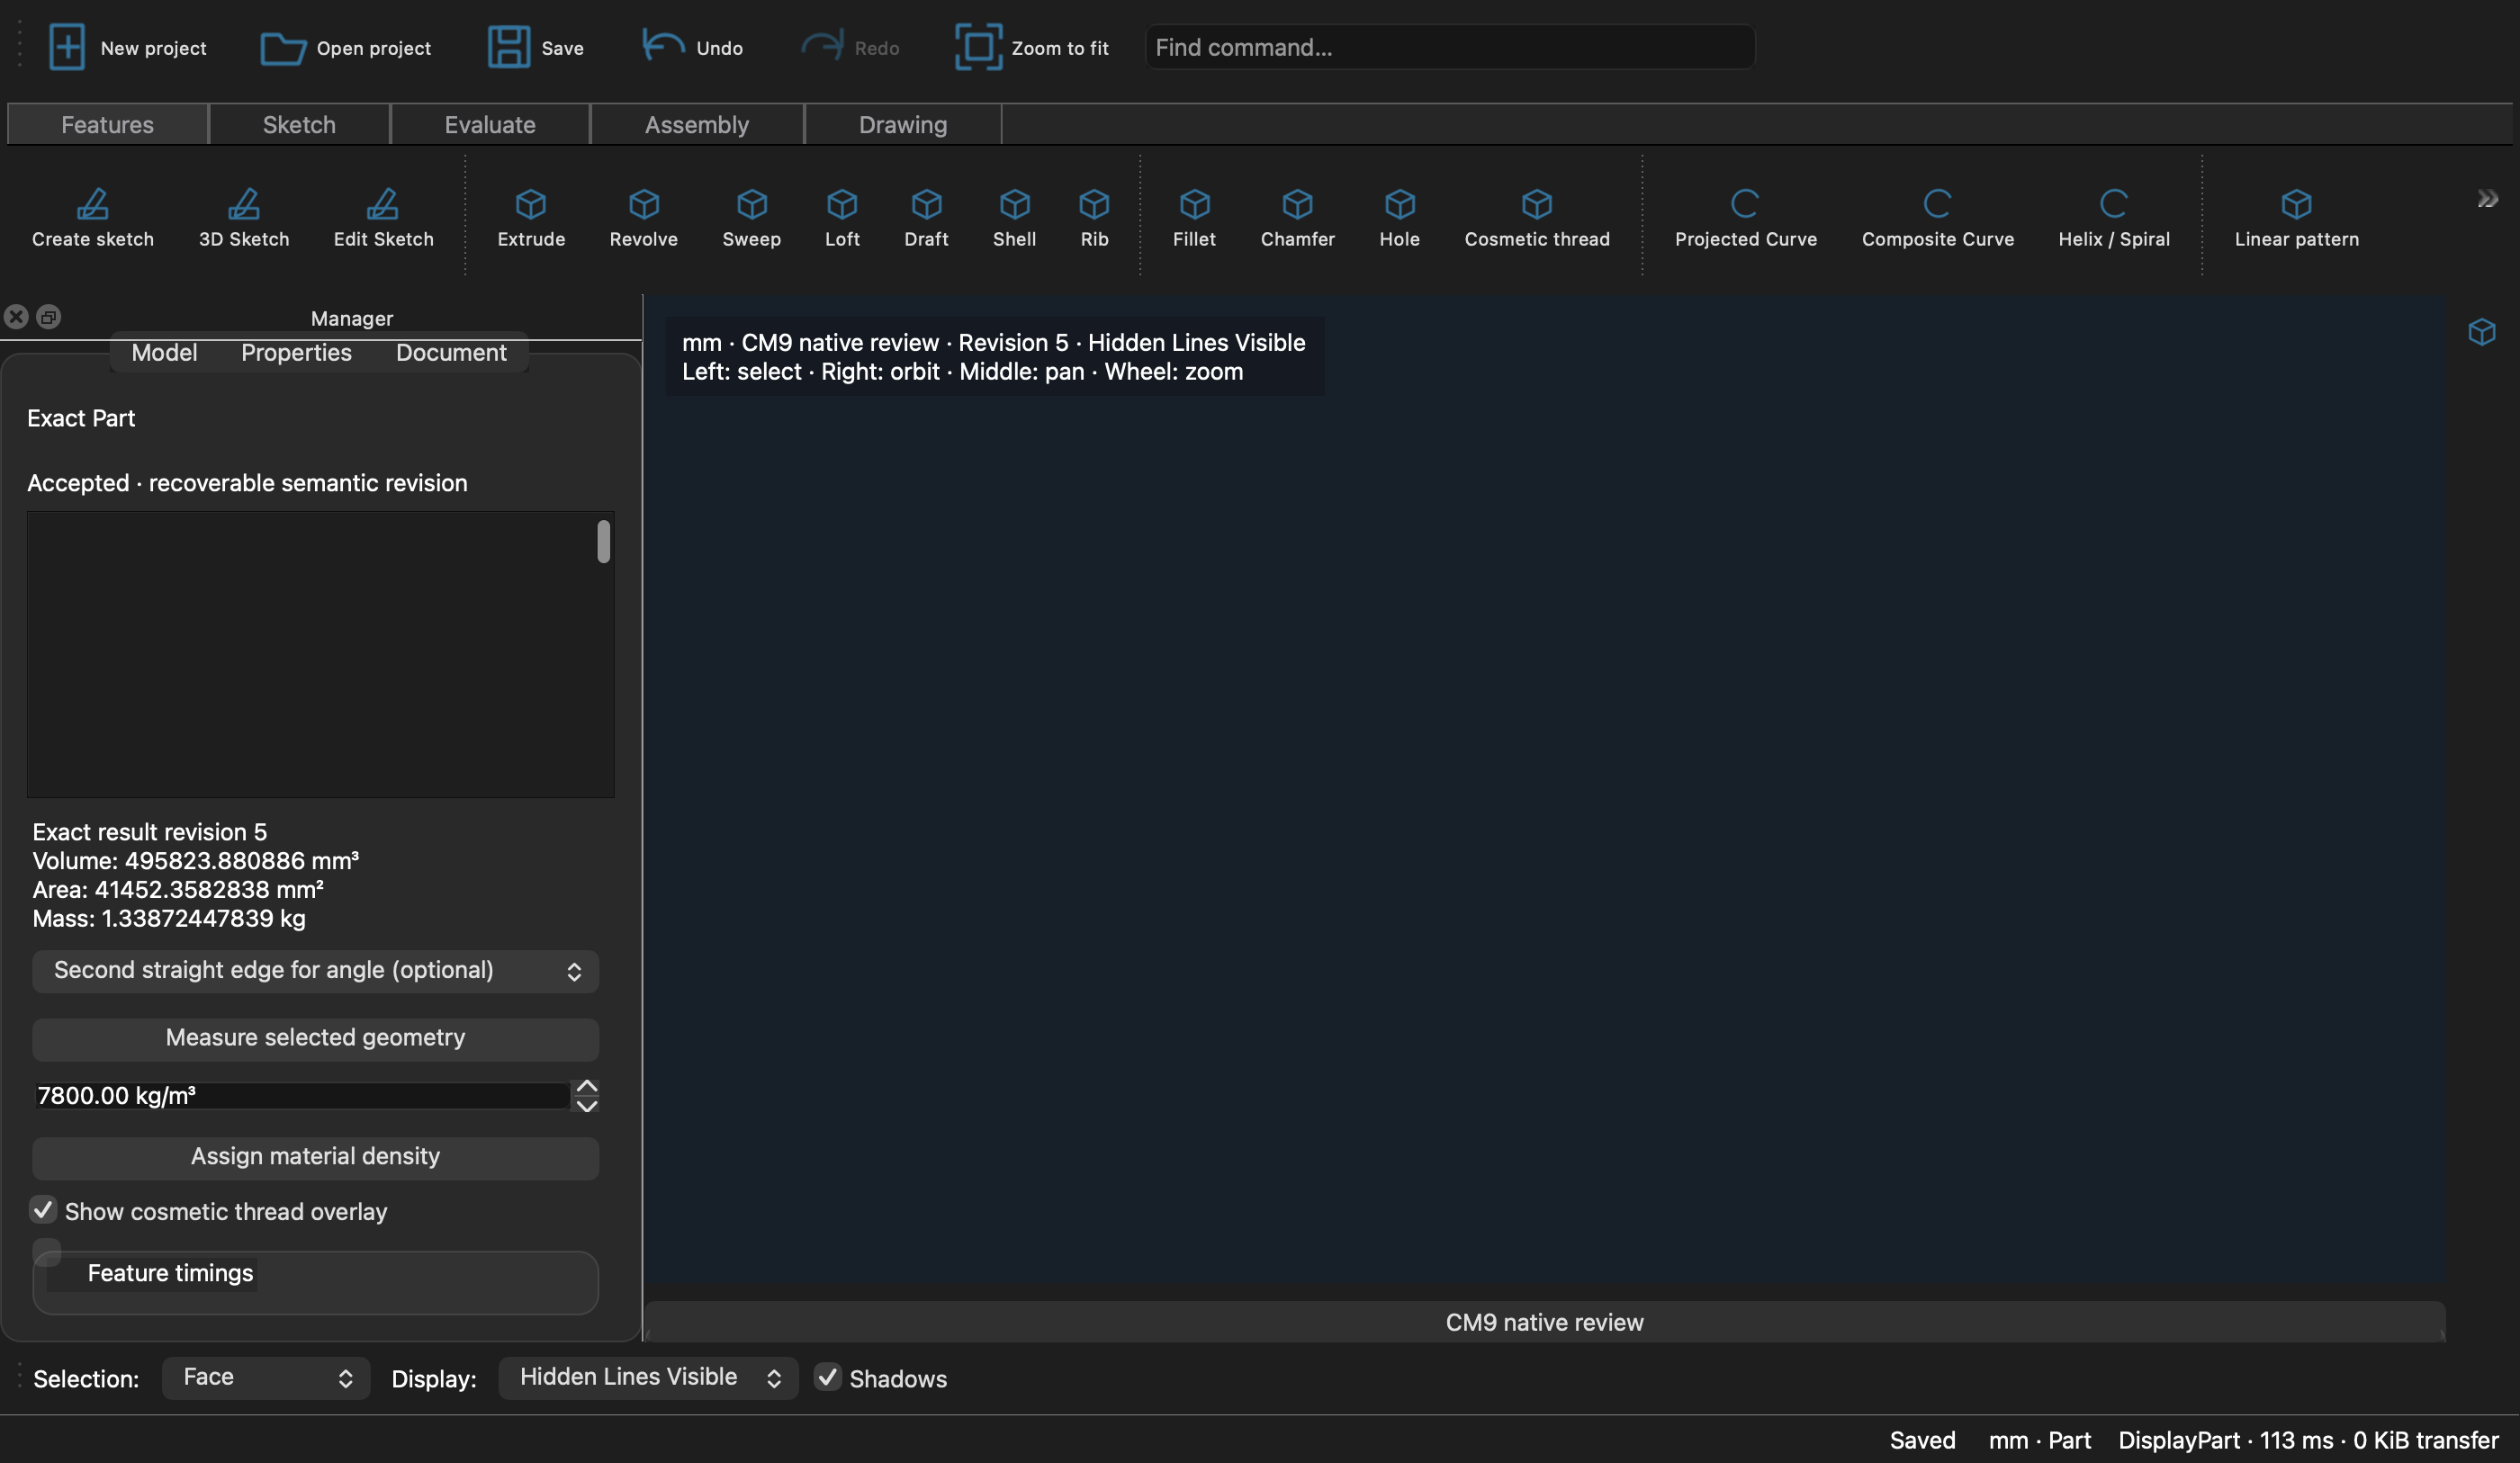 New project Open project Save Undo Redo Zoom to fit Find command...
Features Sketch Evaluate Assembly Drawing
Create sketch 3D Sketch Edit Sketch Extrude Revolve Sweep Loft Draft Shell Rib Fillet Chamfer Hole Cosmetic thread Projected Curve Composite Curve Helix / Spiral Linear pattern
Manager
Model Properties Document
Exact Part
Accepted · recoverable semantic revision
Exact result revision 5
Volume: 495823.880886 mm³
Area: 41452.3582838 mm²
Mass: 1.33872447839 kg
Second straight edge for angle (optional)
Measure selected geometry
7800.00 kg/m³
Assign material density
Show cosmetic thread overlay
Feature timings
mm · CM9 native review · Revision 5 · Hidden Lines Visible
Left: select · Right: orbit · Middle: pan · Wheel: zoom
CM9 native review
Selection: Face Display: Hidden Lines Visible Shadows
Saved mm · Part DisplayPart · 113 ms · 0 KiB transfer